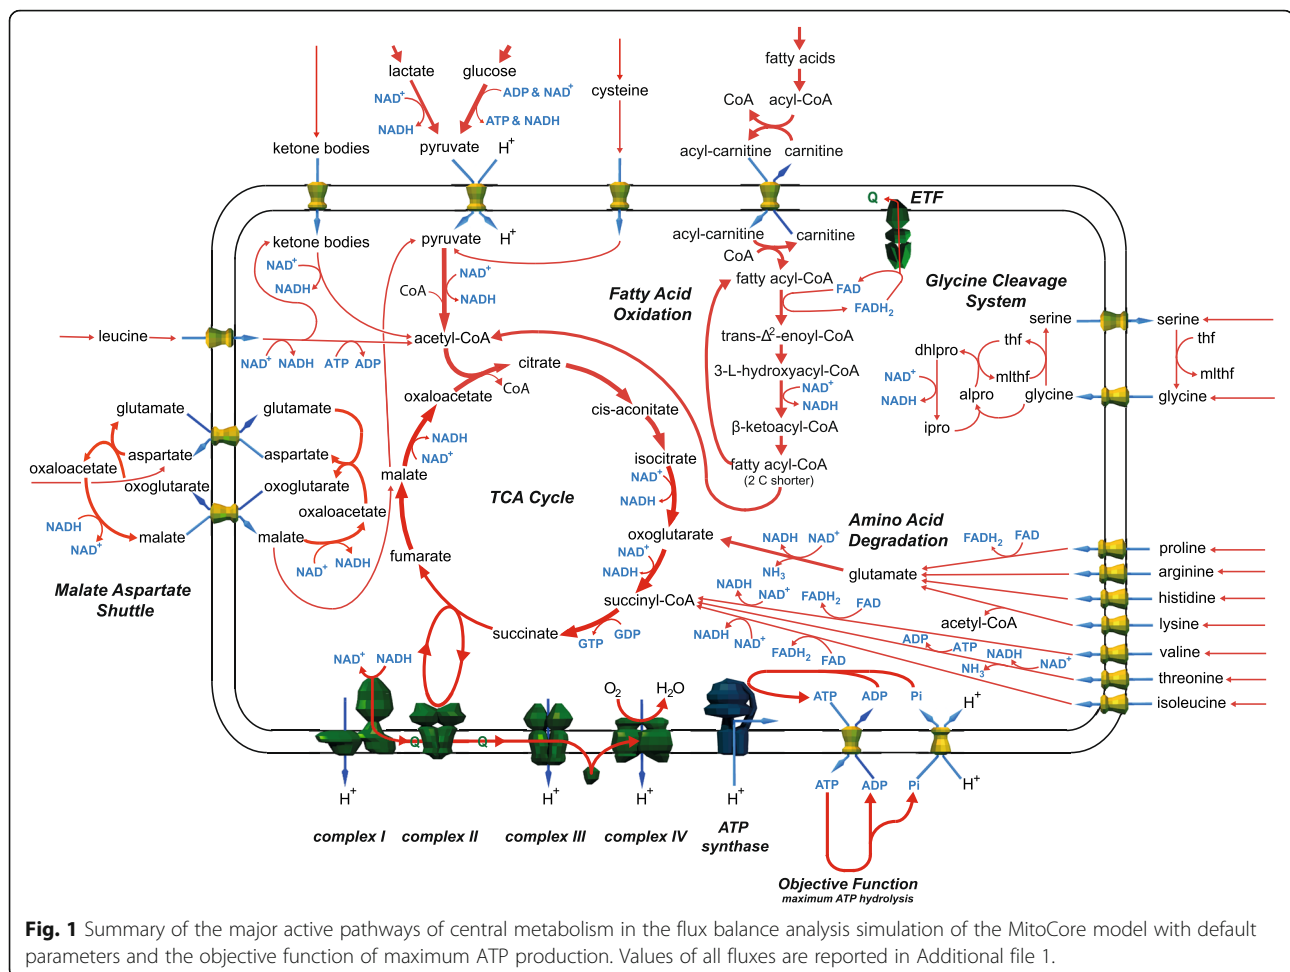 fatty acids
lactate
glucose
cysteine
CoA
acyl-CoA
NAD+
ADP & NAD+
NADH
ATP & NADH
ketone bodies
pyruvate
H+
acyl-carnitine
carnitine
Q
ETF
ketone bodies
pyruvate
H+
acyl-carnitine
carnitine
NAD+
NADH
CoA
NAD+
NADH
CoA
fatty acyl-CoA
FAD
FADH2
Fatty Acid
Oxidation
Glycine Cleavage
System
leucine
acetyl-CoA
NAD+
NADH
ATP
ADP
trans-Δ2-enoyl-CoA
3-L-hydroxyacyl-CoA
NAD+
NADH
β-ketoacyl-CoA
fatty acyl-CoA
(2 C shorter)
serine
serine
thf
thf
dhlpro
mlthf
mlthf
NAD+
NADH
alpro
glycine
glycine
ipro
citrate
CoA
oxaloacetate
cis-aconitate
NADH
NAD+
isocitrate
NAD+
NADH
malate
TCA Cycle
glutamate
glutamate
aspartate
aspartate
oxaloacetate
oxoglutarate
oxoglutarate
oxaloacetate
NADH
NAD+
malate
malate
NADH
NAD+
Malate Aspartate
Shuttle
fumarate
oxoglutarate
NAD+
NADH
succinyl-CoA
succinate
GTP
GDP
Amino Acid
Degradation
NADH
NAD+
NH3
glutamate
FADH2
FAD
proline
arginine
histidine
lysine
valine
threonine
isoleucine
acetyl-CoA
NADH
NAD+
FADH2
FAD
NADH
NAD+
FADH2
FAD
ADP
ATP
NADH
NH3
NAD+
NAD+
NADH
O2
H2O
ATP
ADP
Pi
H+
Q
Q
H+
H+
H+
H+
ATP
ADP
Pi
H+
complex I
complex II
complex III
complex IV
ATP
synthase
Objective Function
maximum ATP hydrolysis
Fig. 1 Summary of the major active pathways of central metabolism in the flux balance analysis simulation of the MitoCore model with default
parameters and the objective function of maximum ATP production. Values of all fluxes are reported in Additional file 1.